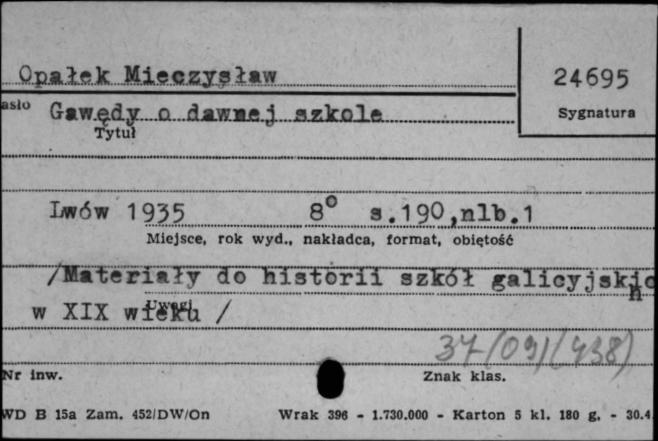 Opałek Mieczysław
24695
Sygnatura
asło Gawędy o dawnej szkole
Tytuł
Lwów 1935 8° s.190,nlb.1
Miejsce, rok wyd., nakładca, format, objętość
/Materiały do historii szkół galicyjskich
w XIX wieku /
Uwagi
37/091/(438)
Nr inw.
Znak klas.
WD B 15a Zam. 452/DW/On Wrak 396 - 1.730.000 - Karton 5 kl. 180 g. - 30.4